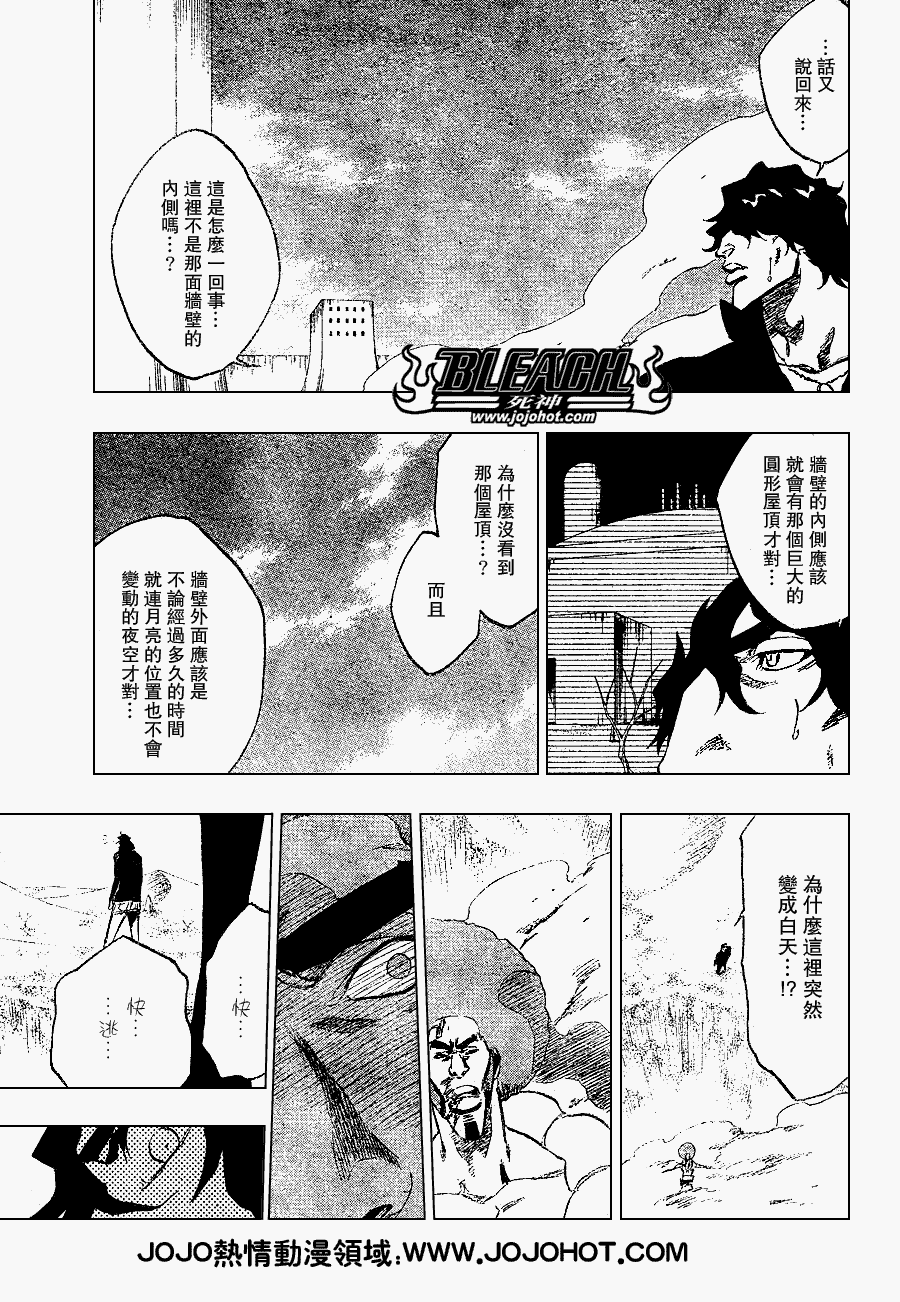 …話又
說回來…
這是怎麼一回事…
這裡不是那面牆壁的
內側嗎…？
BLEACH
死神
www.jojohot.com
牆壁的內側應該
就會有那個巨大的
圓形屋頂才對…
為什麼沒看到
那個屋頂…？
而且
牆壁外面應該是
不論經過多久的時間
就連月亮的位置也不會
變動的夜空才對…
為什麼這裡突然
變成白天…!?
…快…
快…
…逃…
JOJO熱情動漫領域:WWW.JOJOHOT.COM